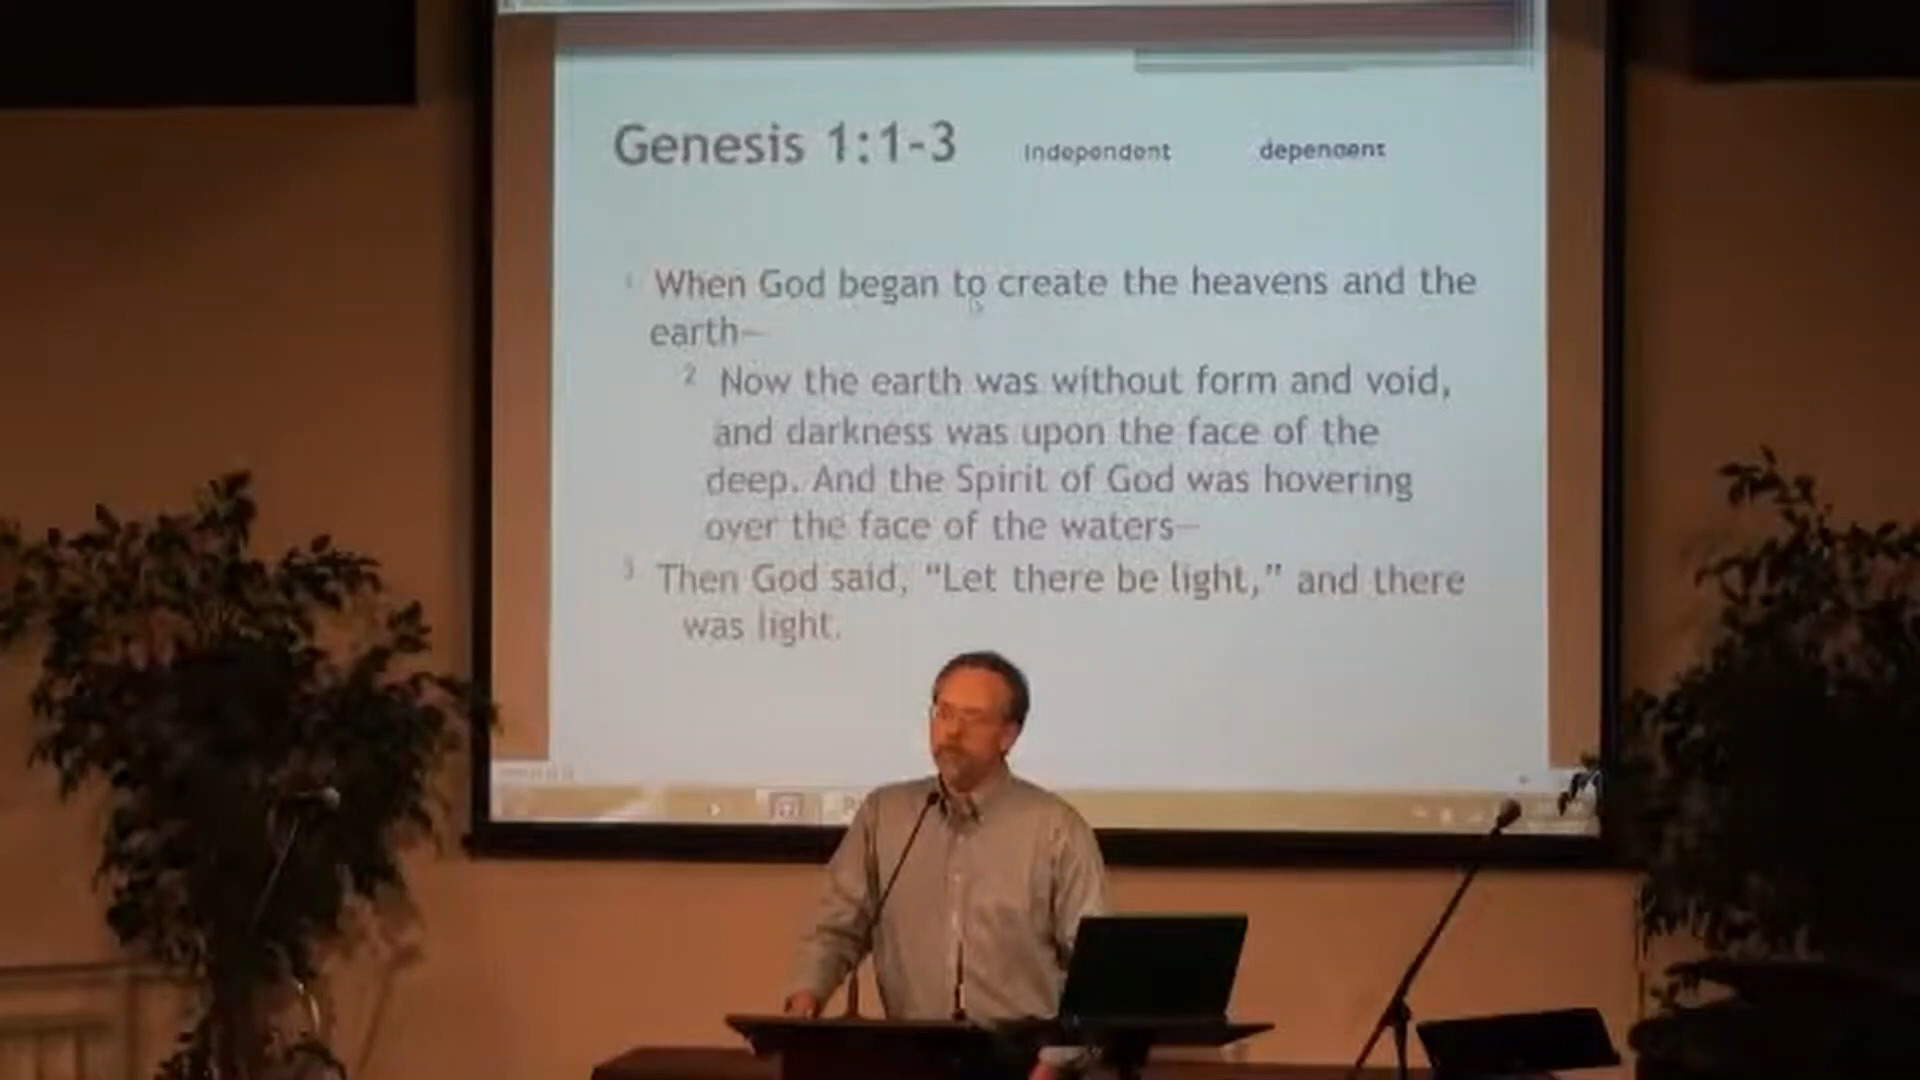 Genesis 1:1-3 Independent dependent
1 When God began to create the heavens and the
earth—
2 Now the earth was without form and void,
and darkness was upon the face of the
deep. And the Spirit of God was hovering
over the face of the waters—
3 Then God said, “Let there be light,” and there
was light.